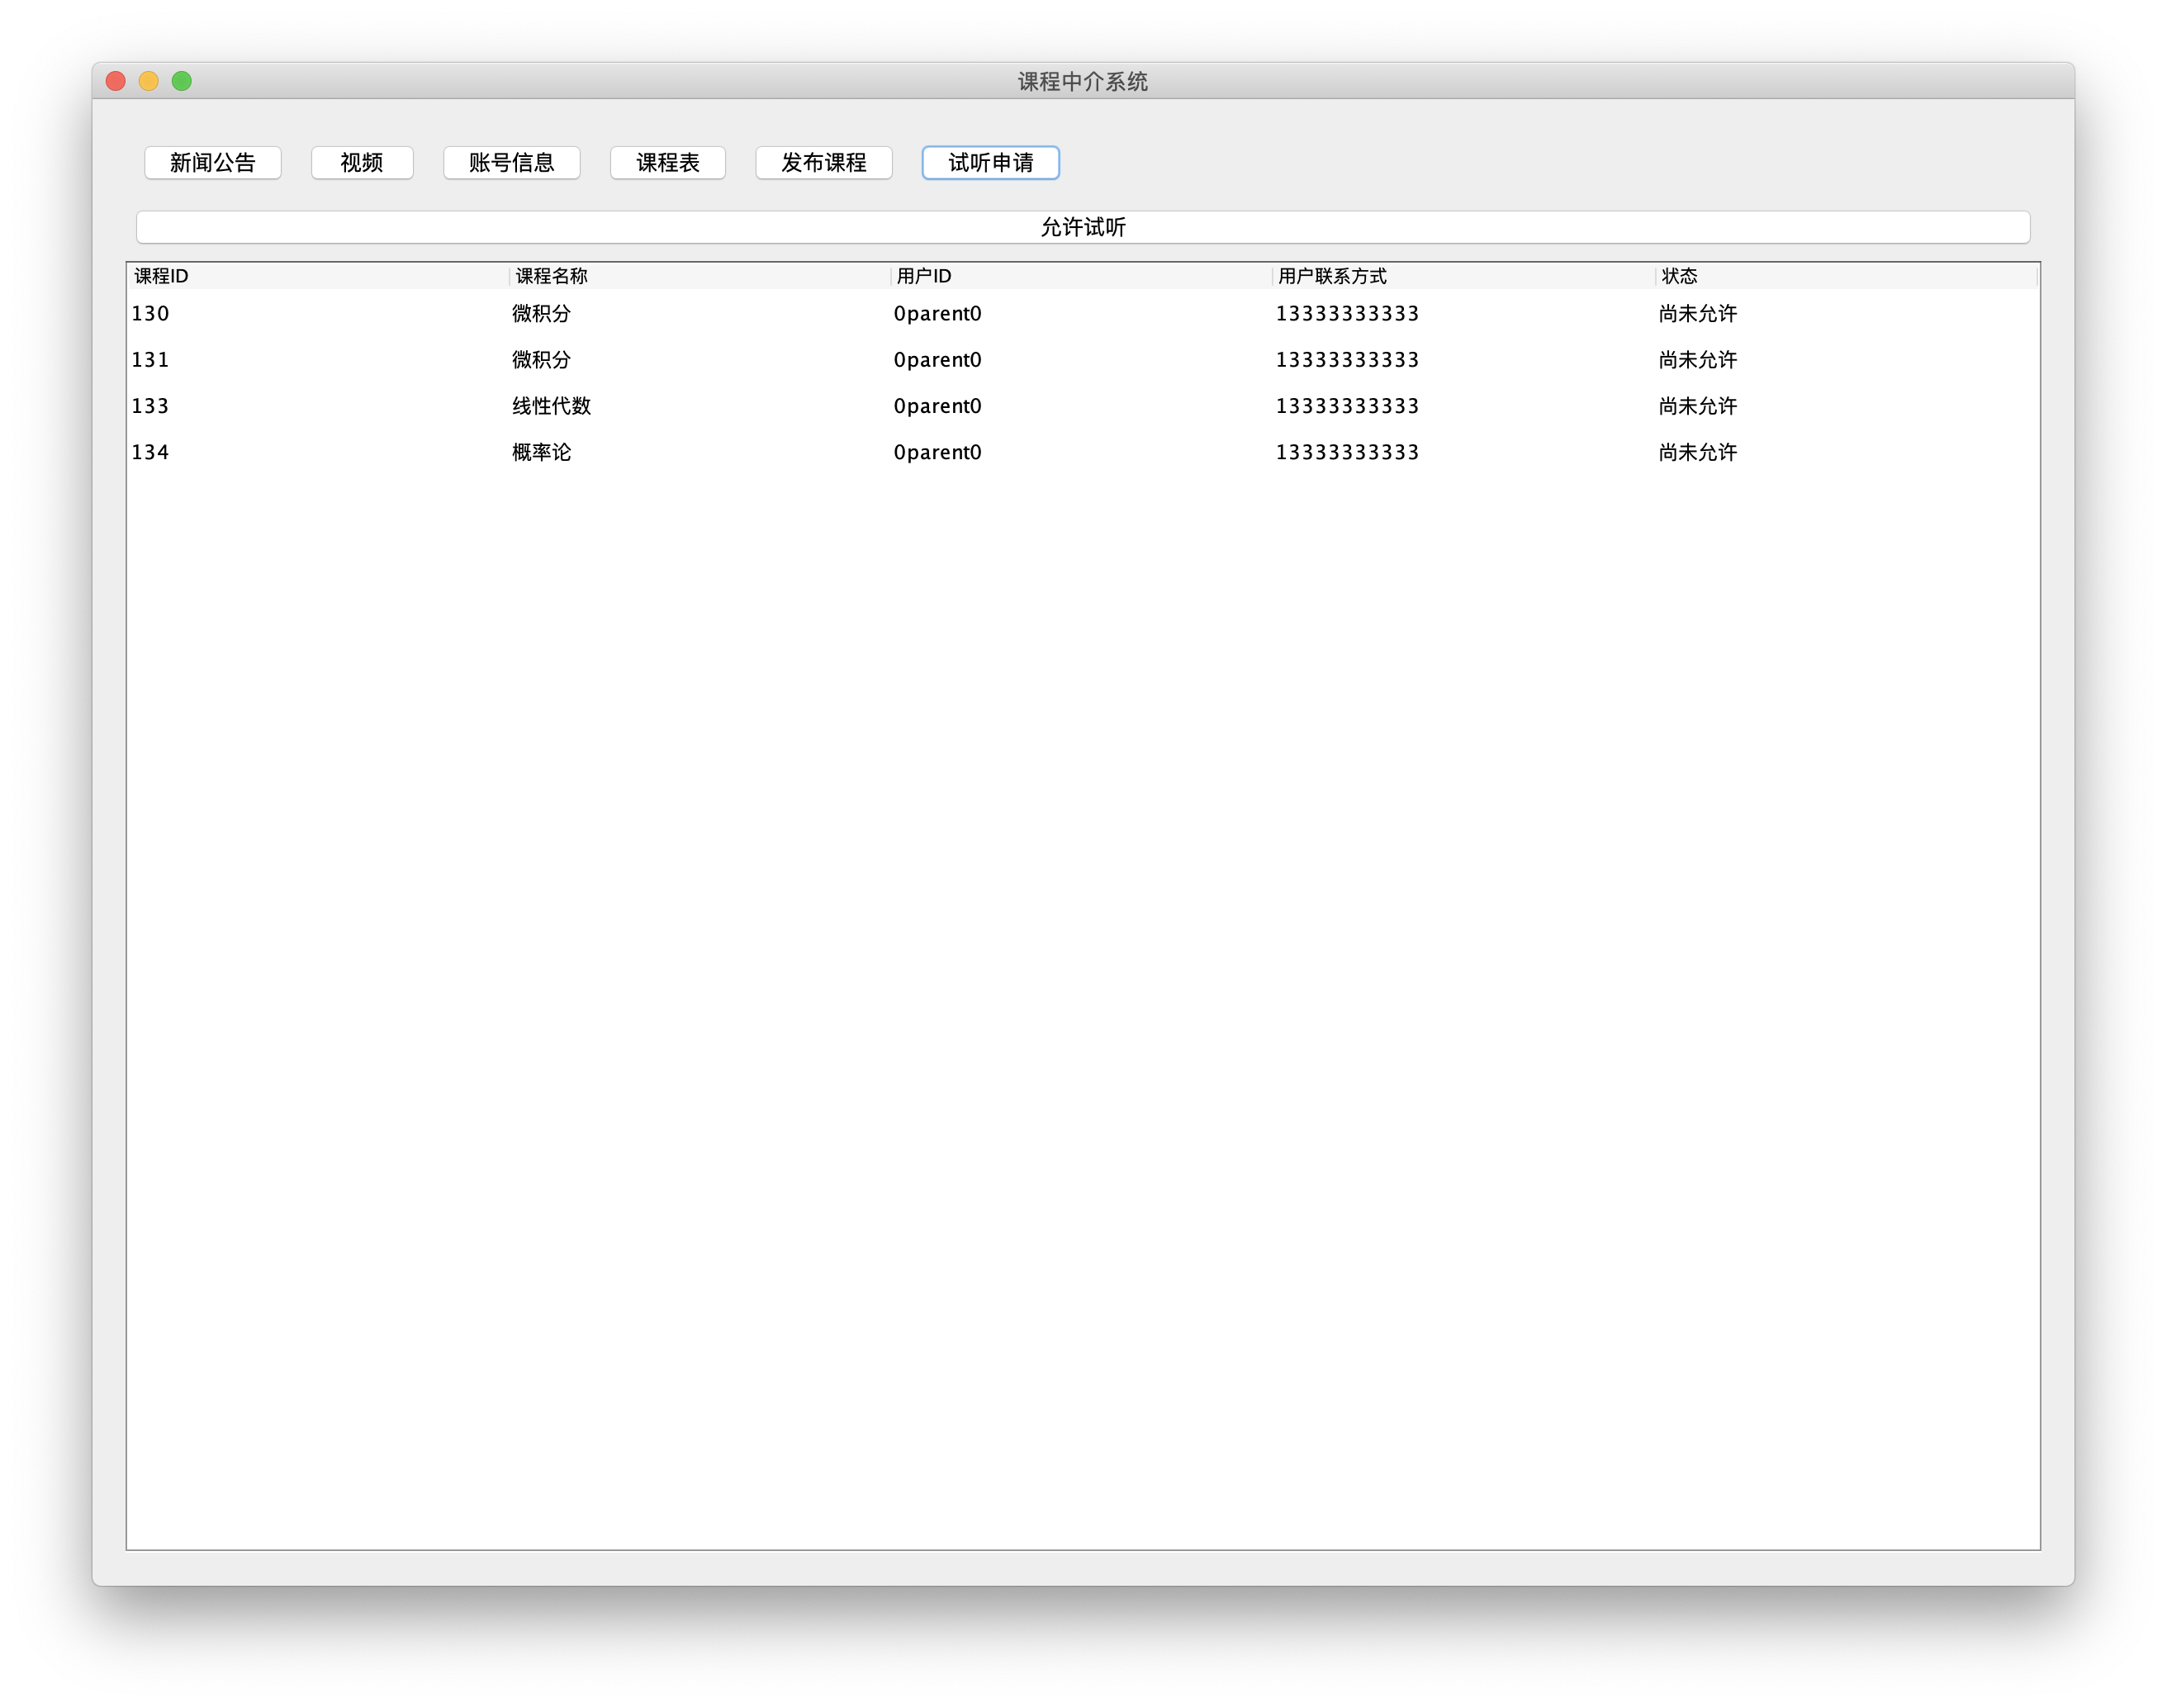 课程中介系统
新闻公告 视频 账号信息 课程表 发布课程 试听申请
允许试听
课程ID 课程名称 用户ID 用户联系方式 状态
130 微积分 0parent0 13333333333 尚未允许
131 微积分 0parent0 13333333333 尚未允许
133 线性代数 0parent0 13333333333 尚未允许
134 概率论 0parent0 13333333333 尚未允许